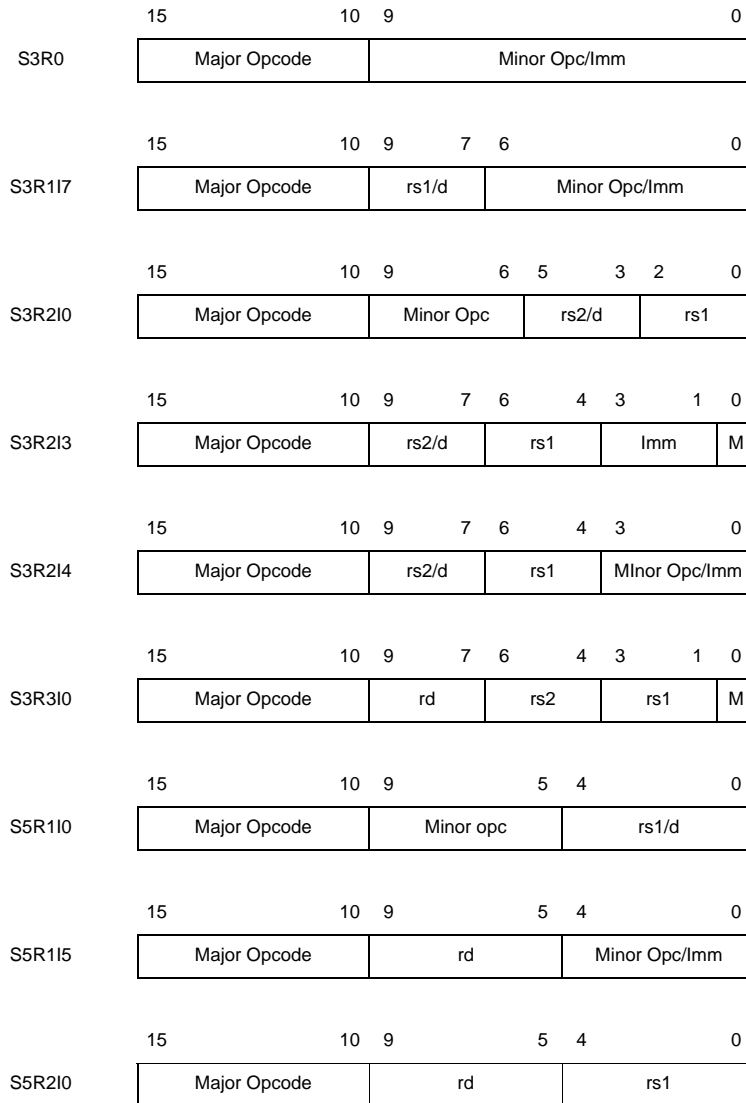 15 10 9 0
S3R0 Major Opcode Minor Opc/Imm
15 10 9 7 6 0
S3R1I7 Major Opcode rs1/d Minor Opc/Imm
15 10 9 6 5 3 2 0
S3R2I0 Major Opcode Minor Opc rs2/d rs1
15 10 9 7 6 4 3 1 0
S3R2I3 Major Opcode rs2/d rs1 Imm M
15 10 9 7 6 4 3 0
S3R2I4 Major Opcode rs2/d rs1 MInor Opc/Imm
15 10 9 7 6 4 3 1 0
S3R3I0 Major Opcode rd rs2 rs1 M
15 10 9 5 4 0
S5R1I0 Major Opcode Minor opc rs1/d
15 10 9 5 4 0
S5R1I5 Major Opcode rd Minor Opc/Imm
15 10 9 5 4 0
S5R2I0 Major Opcode rd rs1